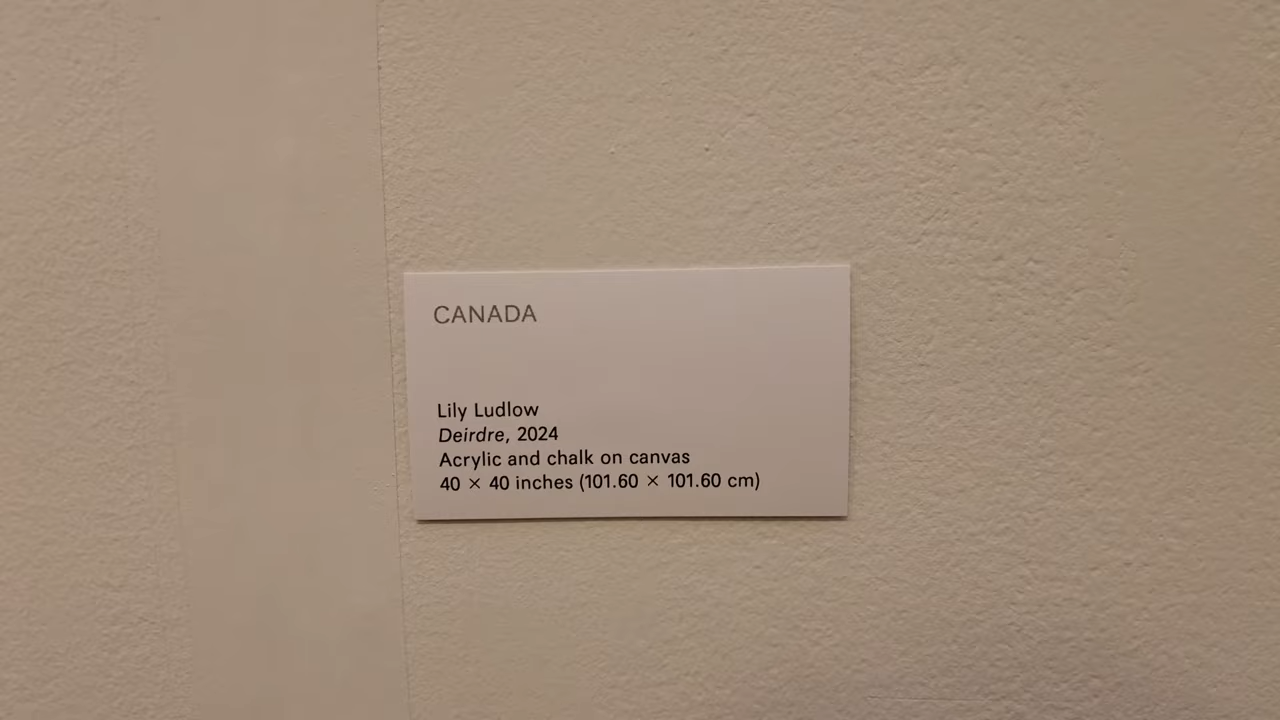 CANADA
Lily Ludlow
Deirdre, 2024
Acrylic and chalk on canvas
40 × 40 inches (101.60 × 101.60 cm)